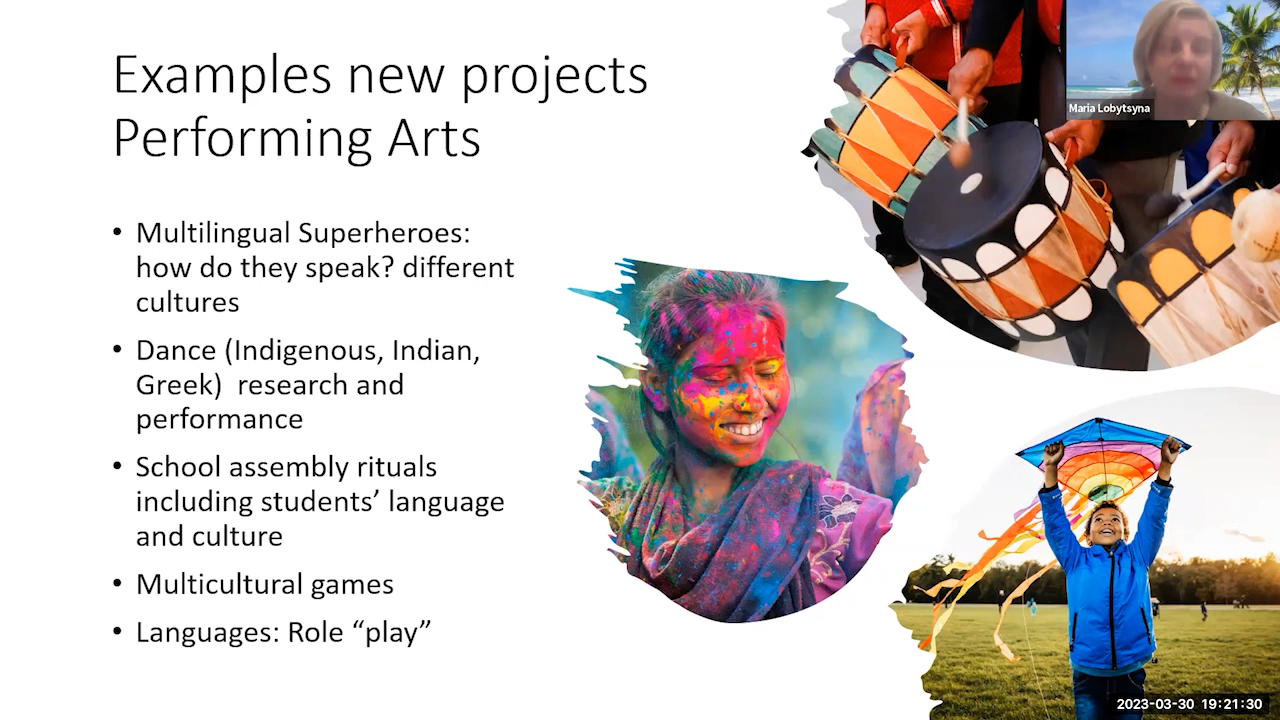 Examples new projects
Performing Arts
• Multilingual Superheroes:
how do they speak? different
cultures
• Dance (Indigenous, Indian,
Greek)  research and
performance
• School assembly rituals
including students’ language
and culture
• Multicultural games
• Languages: Role “play”
Maria Lobytsyna
2023-03-30 19:21:30